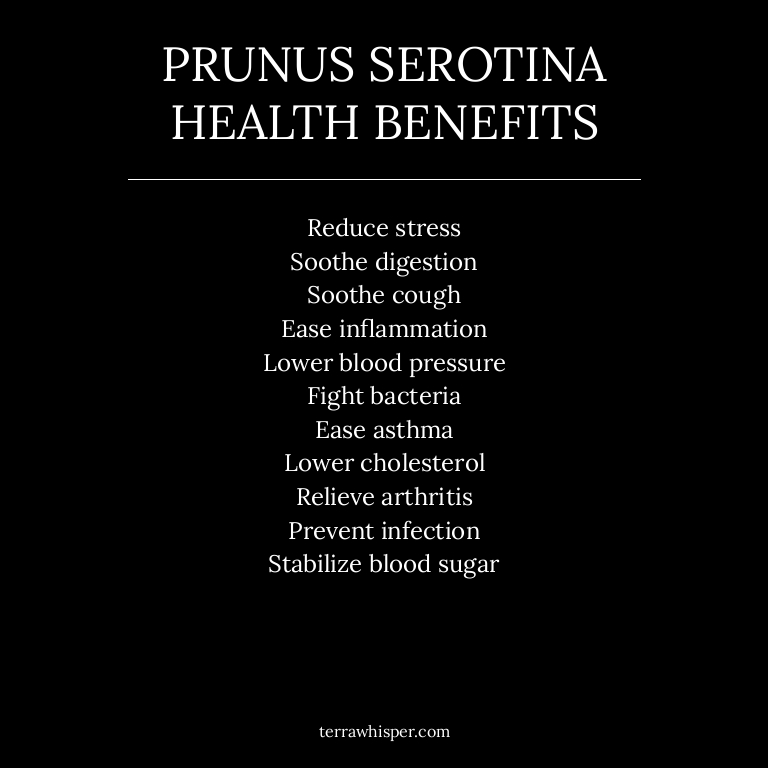 PRUNUS SEROTINA
HEALTH BENEFITS
Reduce stress
Soothe digestion
Soothe cough
Ease inflammation
Lower blood pressure
Fight bacteria
Ease asthma
Lower cholesterol
Relieve arthritis
Prevent infection
Stabilize blood sugar
terrawhisper.com